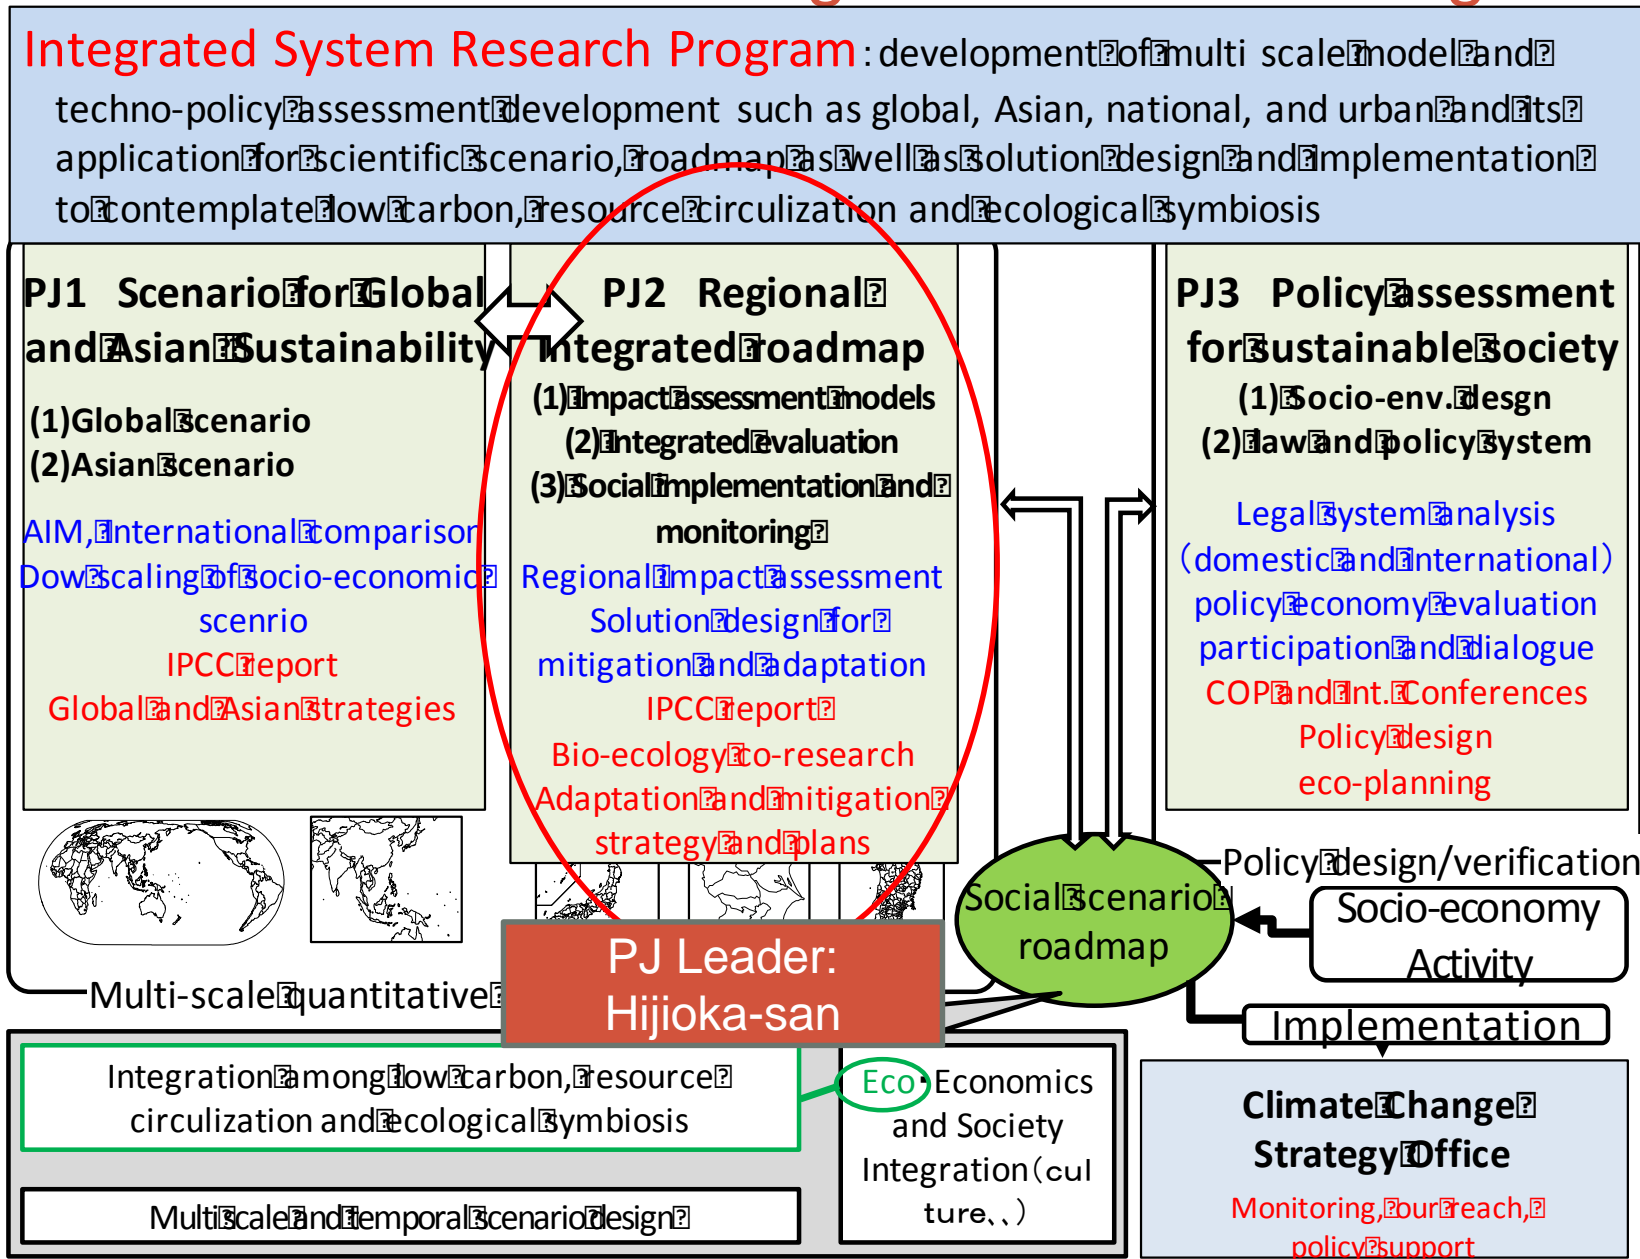 Integrated System Research Program : development of multi scale model and
techno-policy assessment development such as global, Asian, national, and urban and its
application for scientific scenario, roadmap as well as solution design and implementation
to contemplate low carbon, resource circulization and ecological symbiosis
PJ1 Scenario for Global
and Asian Sustainability
(1)Global scenario
(2)Asian scenario
AIM, International comparison
Dow scaling of socio-economic
scenrio
IPCC report
Global and Asian strategies
PJ2 Regional
Integrated roadmap
(1) Impact assessment models
(2) Integrated evaluation
(3) Social implementation and
monitoring
Regional impact assessment
Solution design for
mitigation and adaptation
IPCC report
Bio-ecology co-research
Adaptation and mitigation
strategy and plans
PJ3 Policy assessment
for sustainable society
(1) Socio-env. desgn
(2) law and policy system
Legal system analysis
(domestic and international)
policy economy evaluation
participation and dialogue
COP and Int. Conferences
Policy design
eco-planning
Policy design/verification
Social scenario
roadmap
Socio-economy
Activity
Implementation
PJ Leader:
Hijioka-san
Multi-scale quantitative
Integration among low carbon, resource
circulization and ecological symbiosis
Multi scale and temporal scenario design
Eco・Economics
and Society
Integration(cul
ture、、)
Climate Change
Strategy Office
Monitoring, our reach,
policy support